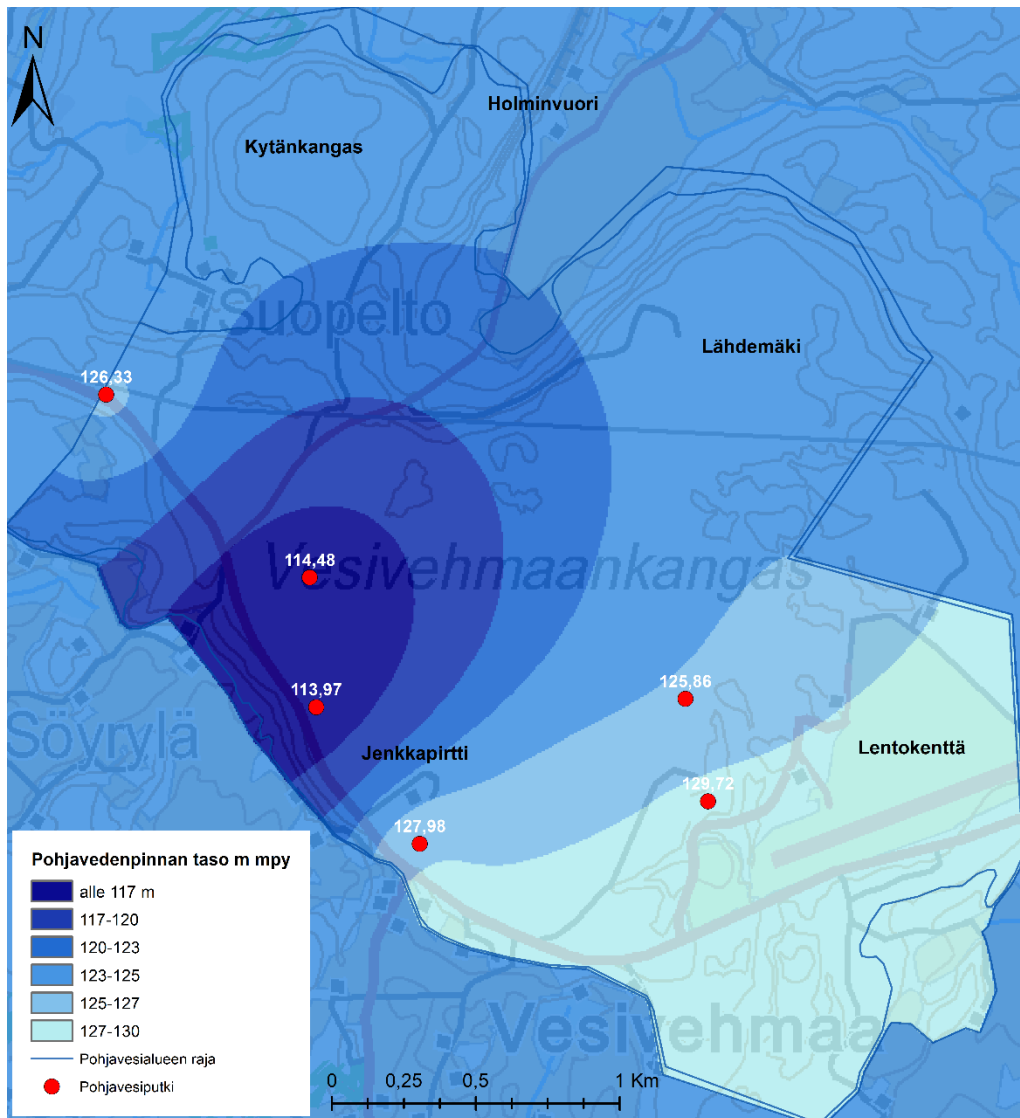 N
Holminvuori
Kytänkangas
Suopelto
Lähdemäki
126,33
114,48
Vesivehmaankangas
113,97
125,86
Söyrylä
Jenkkapirtti
Lentokenttä
129,72
127,98
Vesivehmaa
Pohjavedenpinnan taso m mpy
alle 117 m
117-120
120-123
123-125
125-127
127-130
Pohjavesialueen raja
Pohjavesiputki
0 0,25 0,5 1 Km